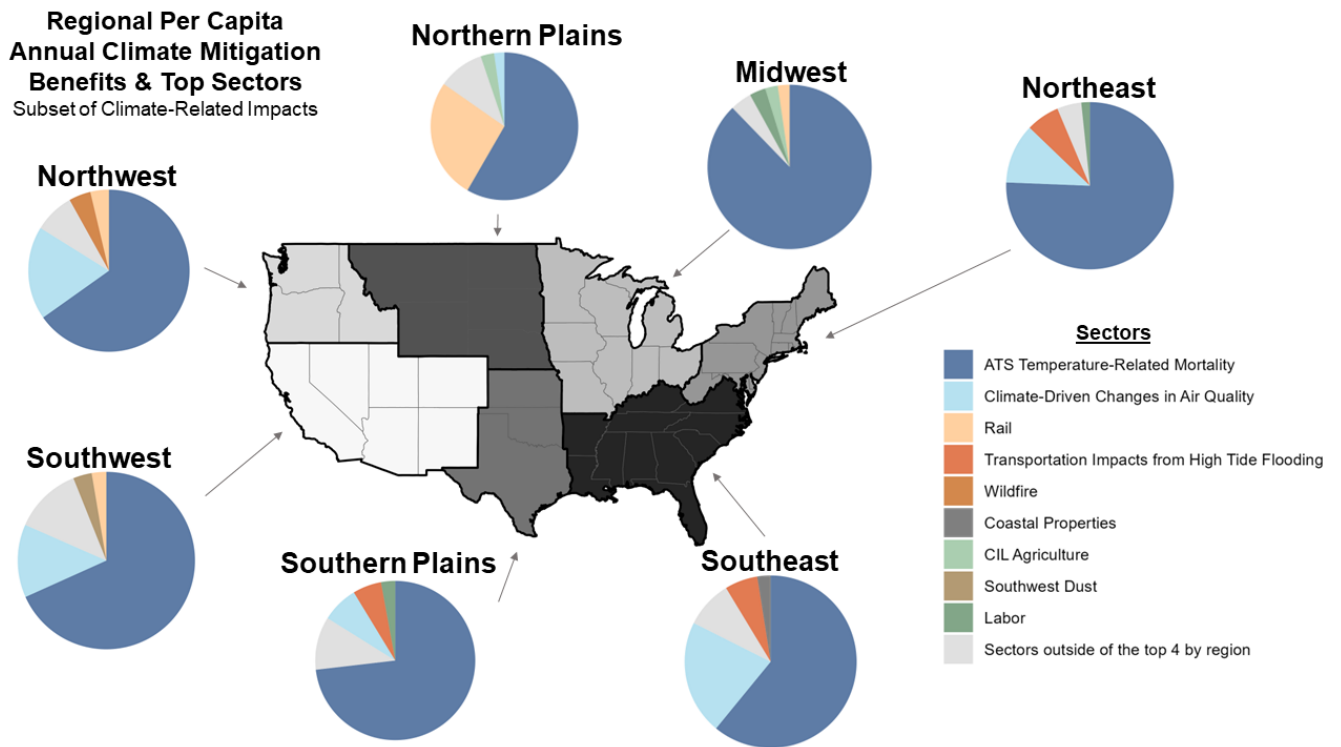 Regional Per Capita
Annual Climate Mitigation
Benefits & Top Sectors
Subset of Climate-Related Impacts
Northern Plains
Midwest
Northeast
Northwest
Southwest
Southern Plains
Southeast
Sectors
ATS Temperature-Related Mortality
Climate-Driven Changes in Air Quality
Rail
Transportation Impacts from High Tide Flooding
Wildfire
Coastal Properties
CIL Agriculture
Southwest Dust
Labor
Sectors outside of the top 4 by region